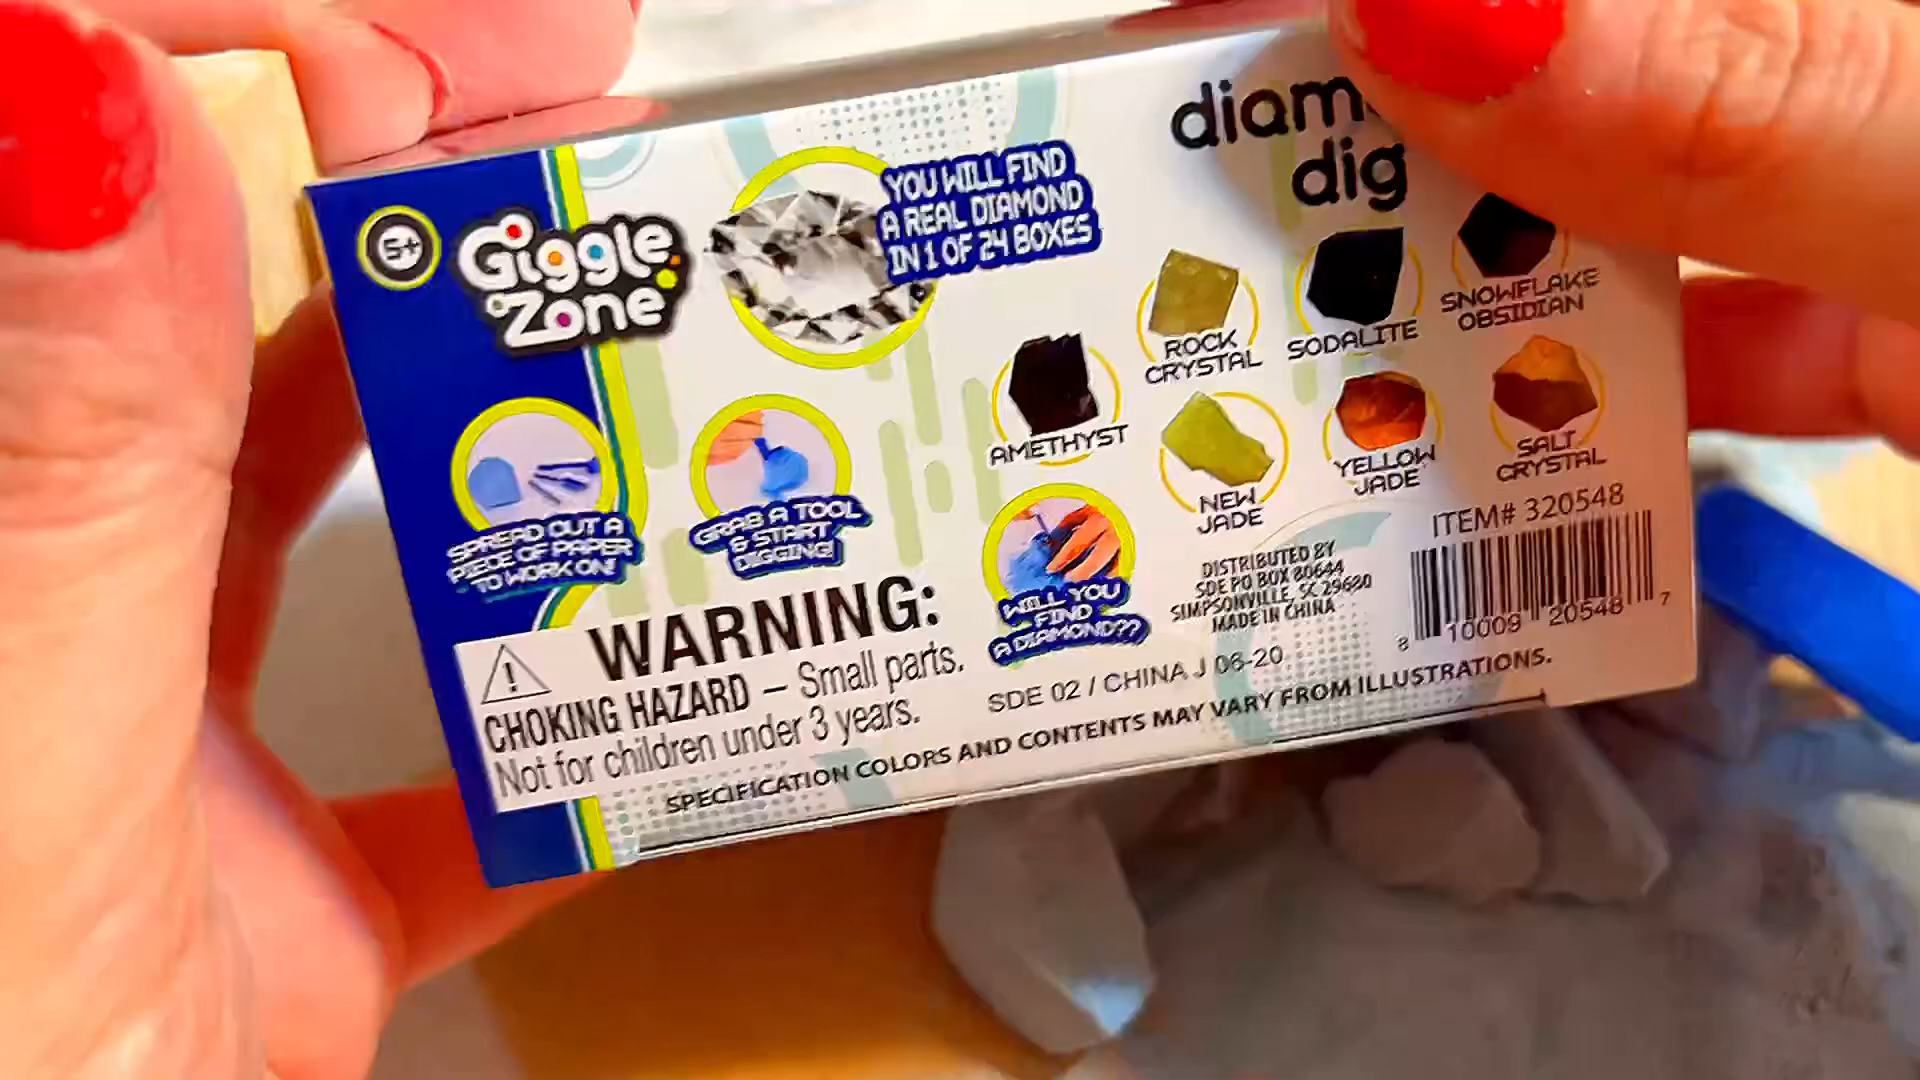 diam
dig
5+
Giggle
Zone
YOU WILL FIND
A REAL DIAMOND
IN 1 OF 24 BOXES
ROCK
CRYSTAL
SODALITE
SNOWFLAKE
OBSIDIAN
AMETHYST
NEW
JADE
YELLOW
JADE
SALT
CRYSTAL
SPREAD OUT A
PIECE OF PAPER
TO WORK ON!
GRAB A TOOL
& START
DIGGING!
WILL YOU
FIND
A DIAMOND??
WARNING:
CHOKING HAZARD – Small parts.
Not for children under 3 years.
DISTRIBUTED BY
SDE PO BOX 80644
SIMPSONVILLE, SC 29680
MADE IN CHINA
ITEM# 320548
8 10009 20548 7
SDE 02 / CHINA J 06-20
SPECIFICATION COLORS AND CONTENTS MAY VARY FROM ILLUSTRATIONS.